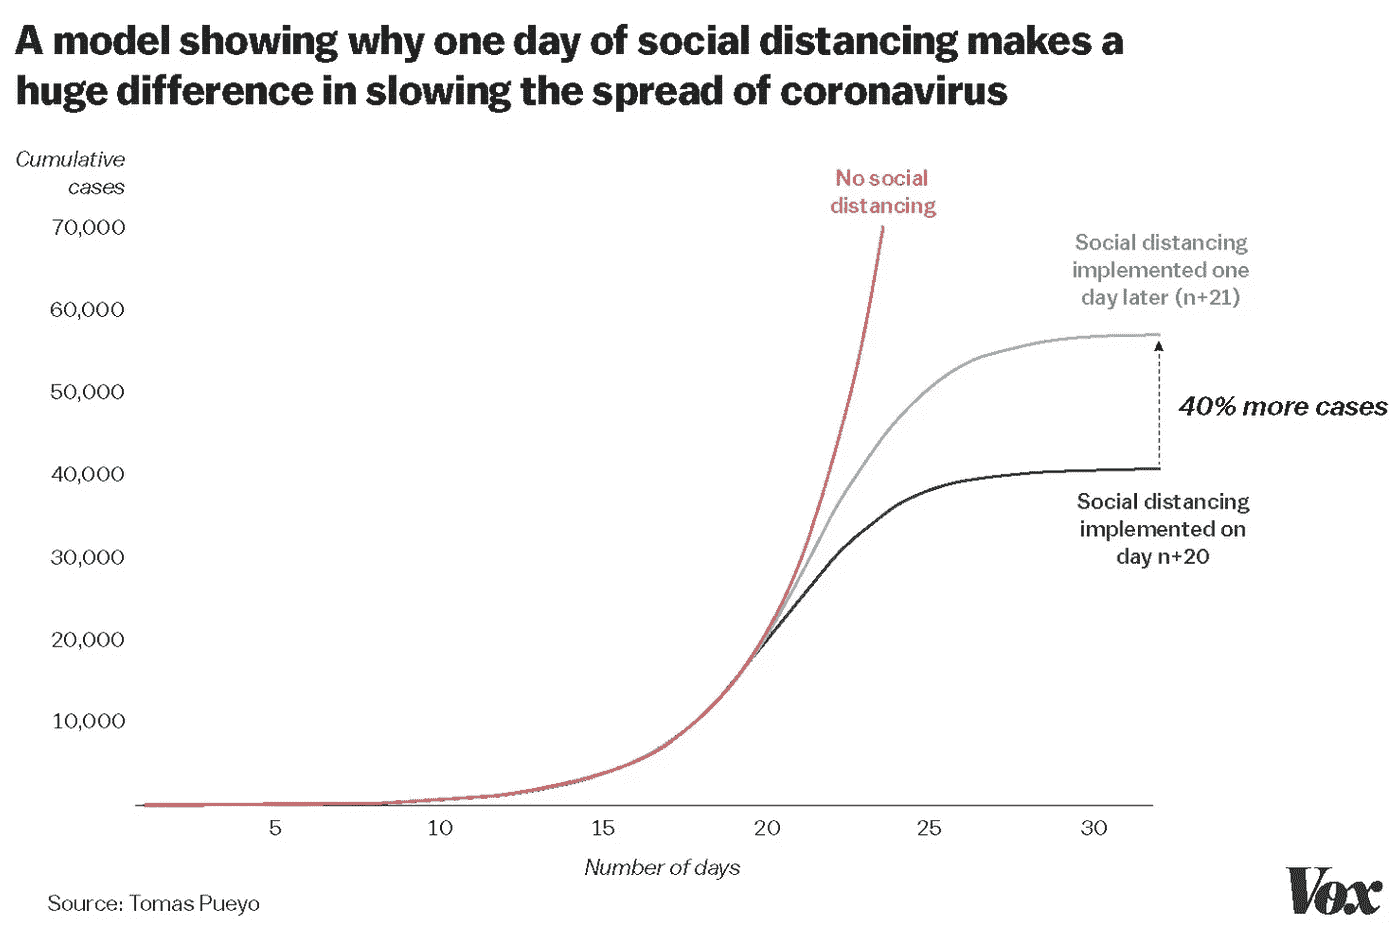 A model showing why one day of social distancing makes a
huge difference in slowing the spread of coronavirus
Cumulative
cases
70,000
60,000
50,000
40,000
30,000
20,000
10,000
No social
distancing
Social distancing
implemented one
day later (n+21)
40% more cases
Social distancing
implemented on
day n+20
5
10
15
20
25
30
Number of days
Source: Tomas Pueyo
Vox